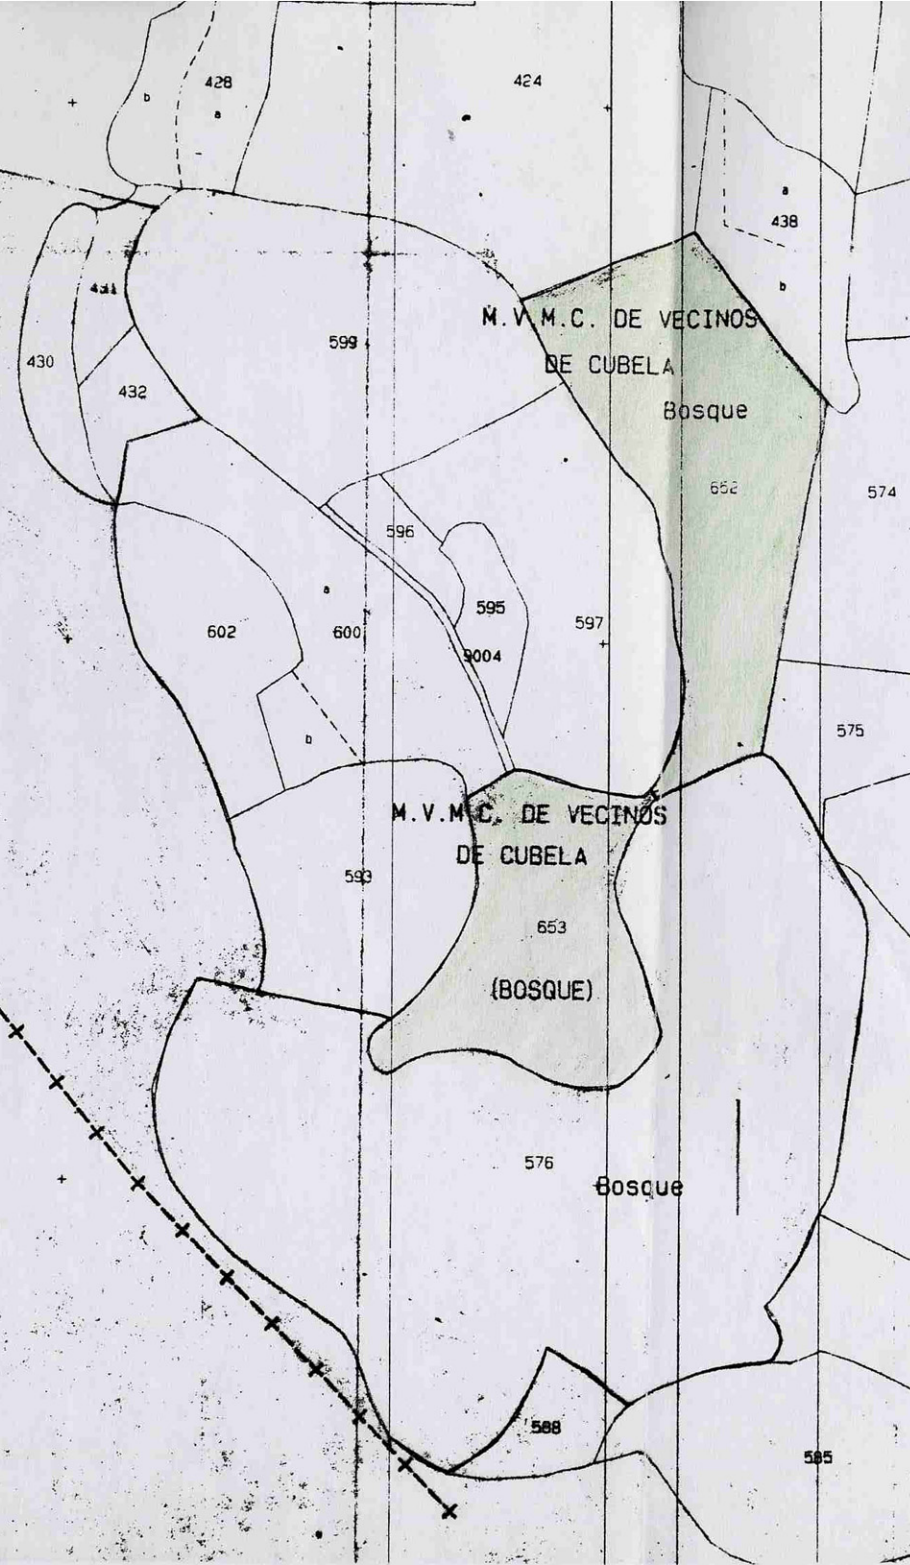 428
424
b
a
a
438
b
431
M.V.M.C. DE VECINOS
599
430
DE CUBELA
432
Bosque
652
574
596
a
595
602
600
597
9004
575
b
M.V.M.C. DE VECINOS
DE CUBELA
593
653
(BOSQUE)
576
Bosque
588
585